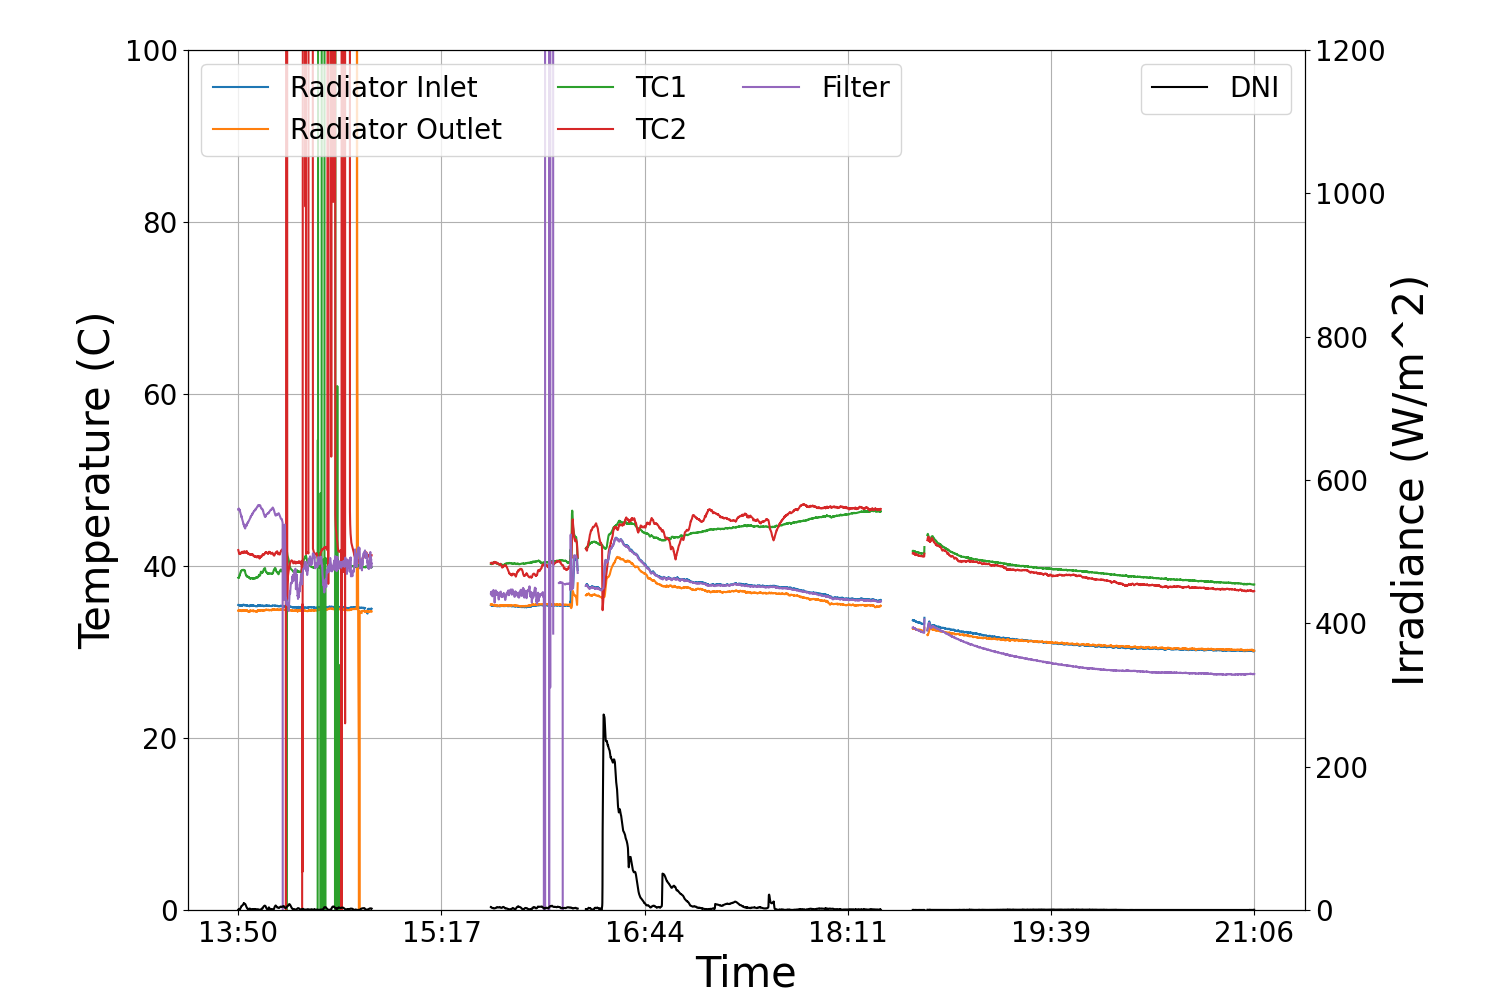 Radiator Inlet
Radiator Outlet
TC1
TC2
Filter
DNI
Temperature (C)
100
80
60
40
20
0
1200
1000
800
600
400
200
0
Irradiance (W/m^2)
13:50 15:17 16:44 18:11 19:39 21:06
Time